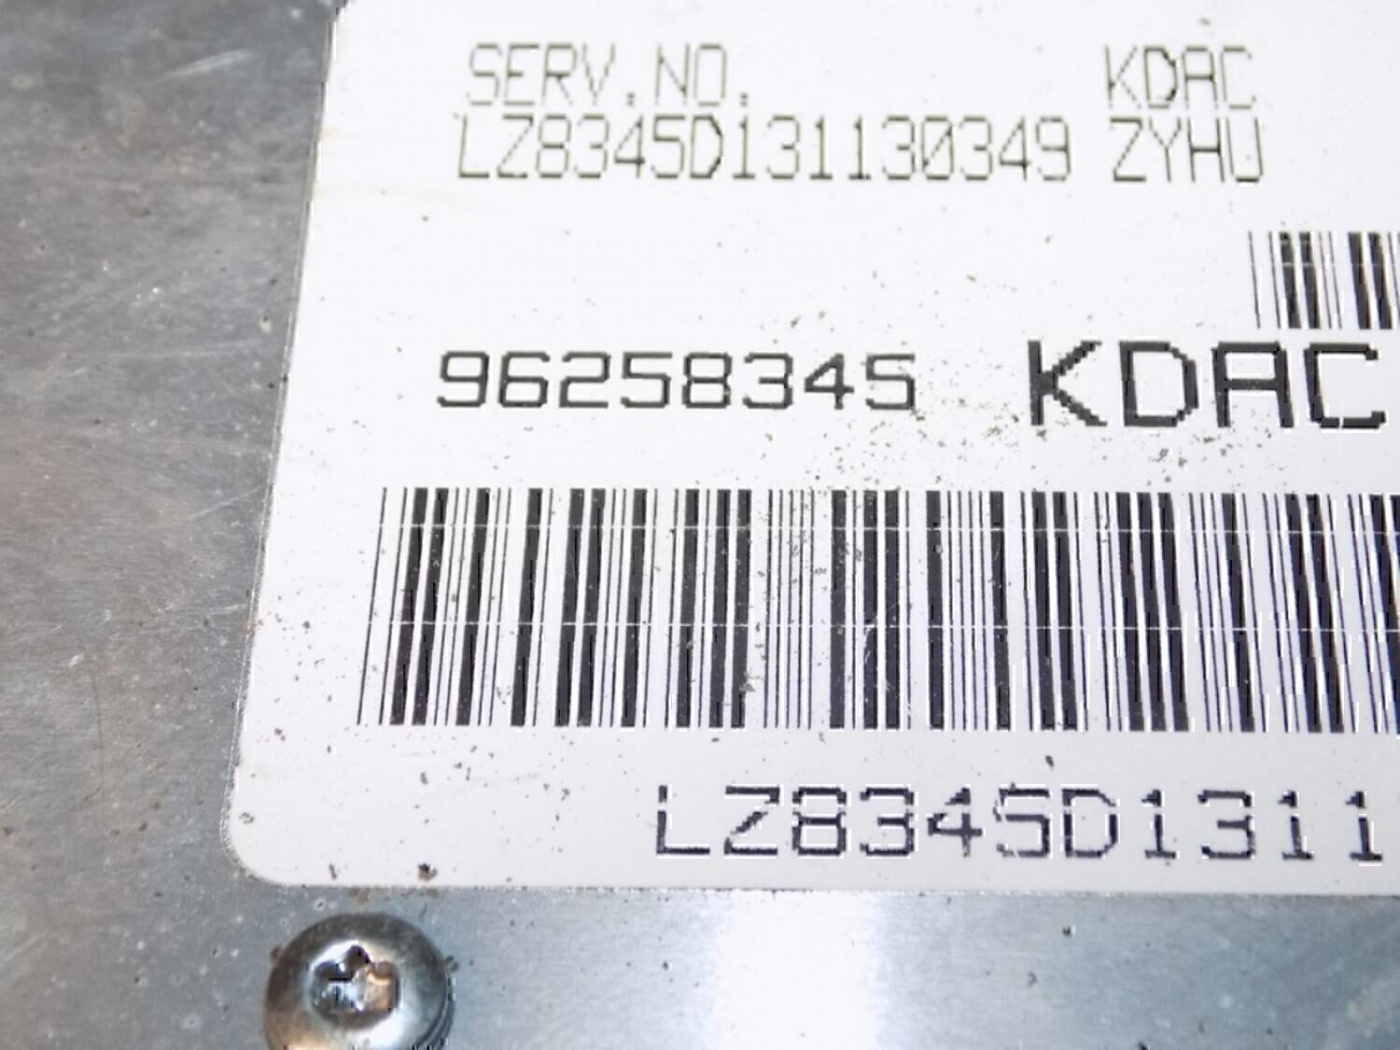 SERV.NO. KDAC
LZ8345D131130349 ZYHU
96258345 KDAC
LZ8345D1311